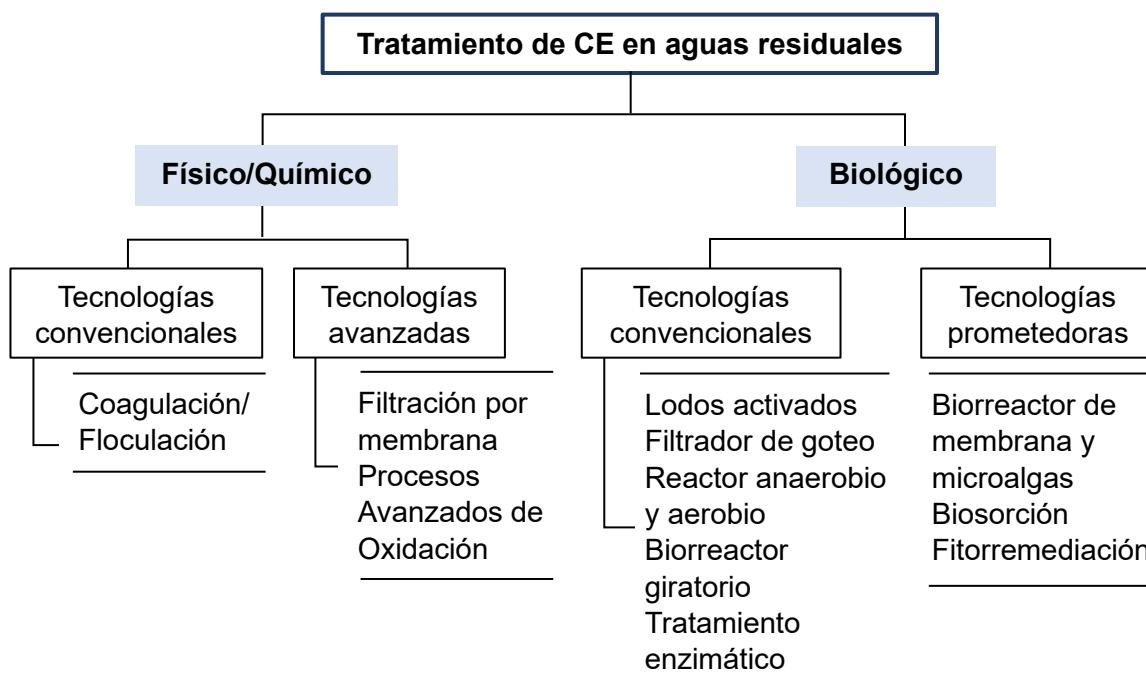 Tratamiento de CE en aguas residuales
Físico/Químico
Biológico
Tecnologías
convencionales
Tecnologías
avanzadas
Tecnologías
convencionales
Tecnologías
prometedoras
Coagulación/
Floculación
Filtración por
membrana
Procesos
Avanzados de
Oxidación
Lodos activados
Filtrador de goteo
Reactor anaerobio
y aerobio
Biorreactor
giratorio
Tratamiento
enzimático
Biorreactor de
membrana y
microalgas
Biosorción
Fitorremediación